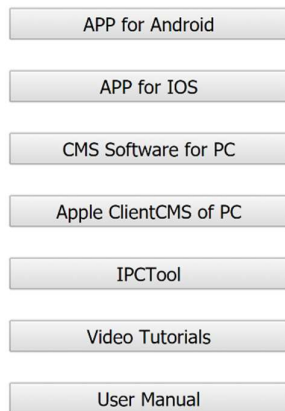 APP for Android
APP for IOS
CMS Software for PC
Apple ClientCMS of PC
IPCTool
Video Tutorials
User Manual